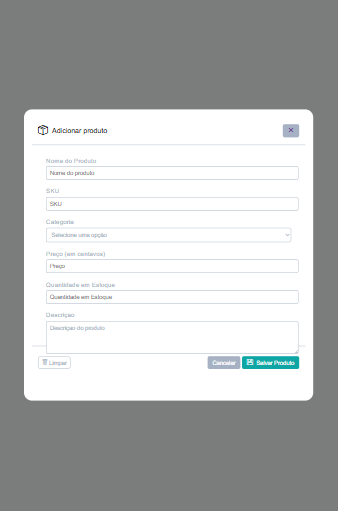 Adicionar produto
×
Nome do Produto
Nome do produto
SKU
SKU
Categoria
Selecione uma opção
Preço (em centavos)
Preço
Quantidade em Estoque
Quantidade em Estoque
Descrição
Descrição do produto
Limpar
Cancelar
Salvar Produto